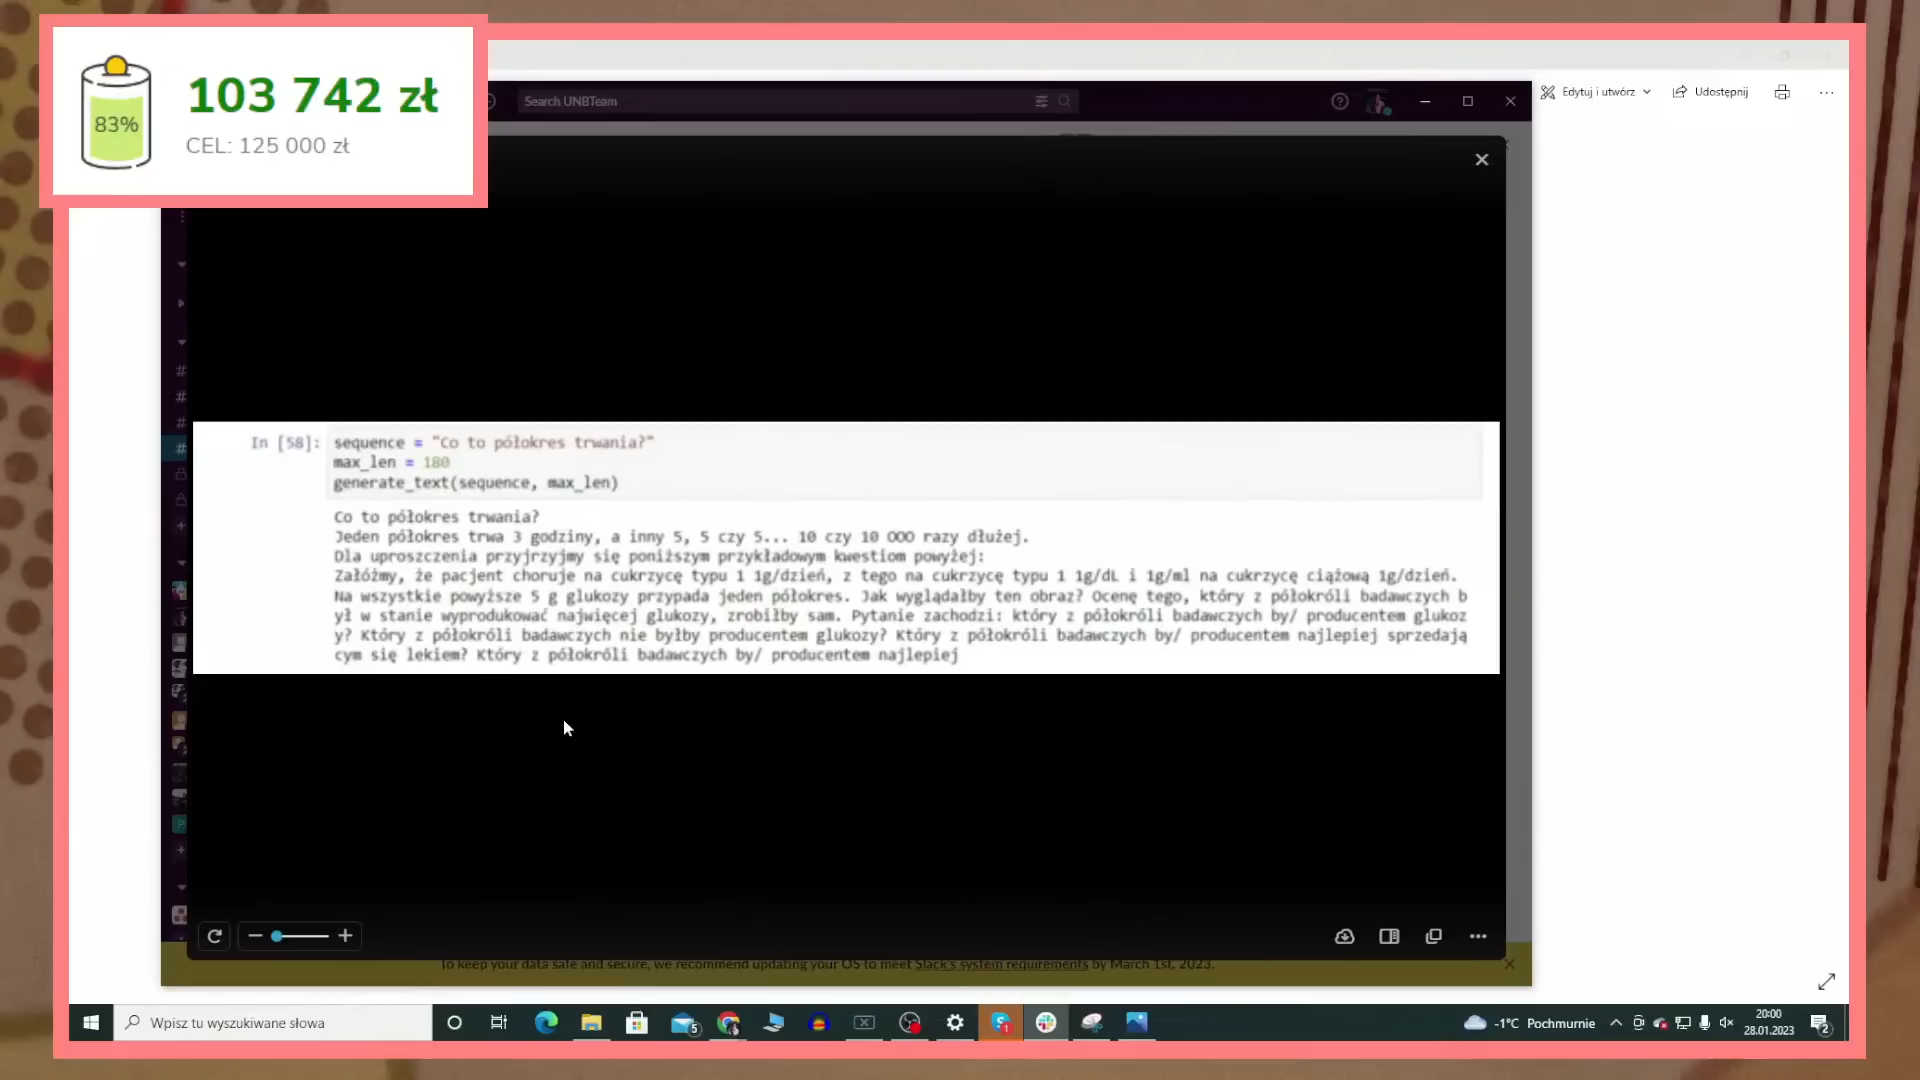 103 742 zł
83%
CEL: 125 000 zł
Search UNBTeam
Edytuj i utwórz
Udostępnij
In [58]: sequence = "Co to półokres trwania?"
max_len = 180
generate_text(sequence, max_len)
Co to półokres trwania?
Jeden półokres trwa 3 godziny, a inny 5, 5 czy 5... 10 czy 10 000 razy dłużej.
Dla uproszczenia przyjrzyjmy się poniższym przykładowym kwestiom powyżej:
Załóżmy, że pacjent choruje na cukrzycę typu 1 1g/dzień, z tego na cukrzycę typu 1 1g/dL i 1g/ml na cukrzycę ciążową 1g/dzień.
Na wszystkie powyższe 5 g glukozy przypada jeden półokres. Jak wyglądałby ten obraz? Ocenę tego, który z półokróli badawczych b
ył w stanie wyprodukować najwięcej glukozy, zrobiłby sam. Pytanie zachodzi: który z półokróli badawczych by/ producentem glukoz
y? Który z półokróli badawczych nie byłby producentem glukozy? Który z półokróli badawczych by/ producentem najlepiej sprzedają
cym się lekiem? Który z półokróli badawczych by/ producentem najlepiej
To keep your data safe and secure, we recommend updating your OS to meet Slack's system requirements by March 1st, 2023.
Wpisz tu wyszukiwane słowa
5
1
-1°C Pochmurnie
20:00
28.01.2023
2